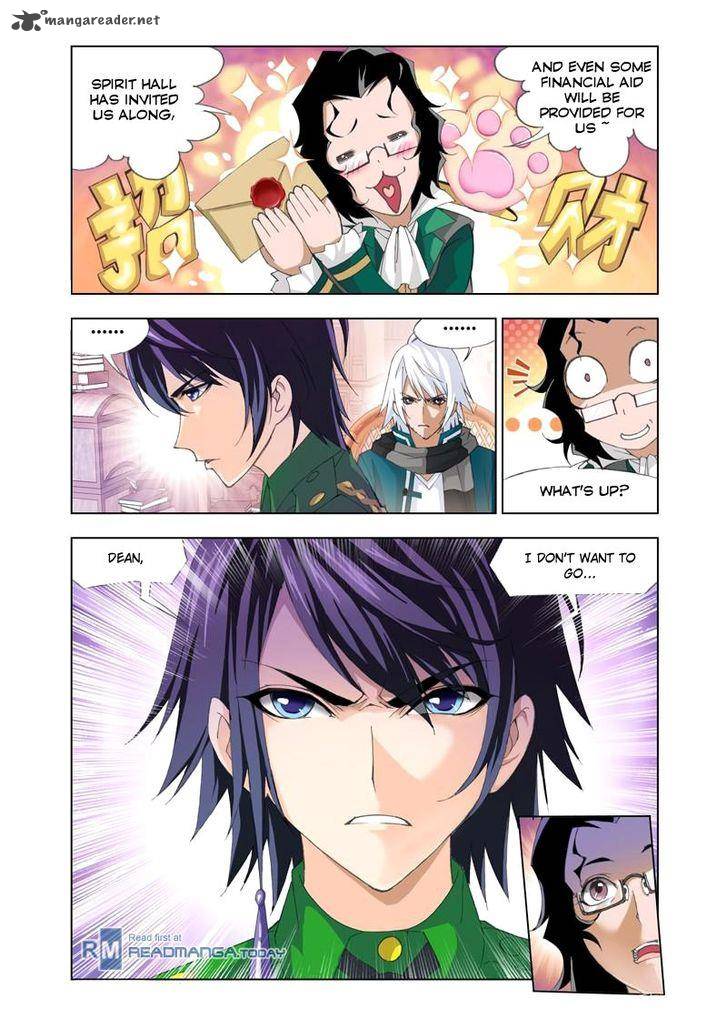 mangareader.net
SPIRIT HALL
HAS INVITED
US ALONG,
AND EVEN SOME
FINANCIAL AID
WILL BE
PROVIDED FOR
US ~
招
财
......
......
WHAT'S UP?
DEAN,
I DON'T WANT TO
GO...
RM
Read first at
READMANGA.TODAY